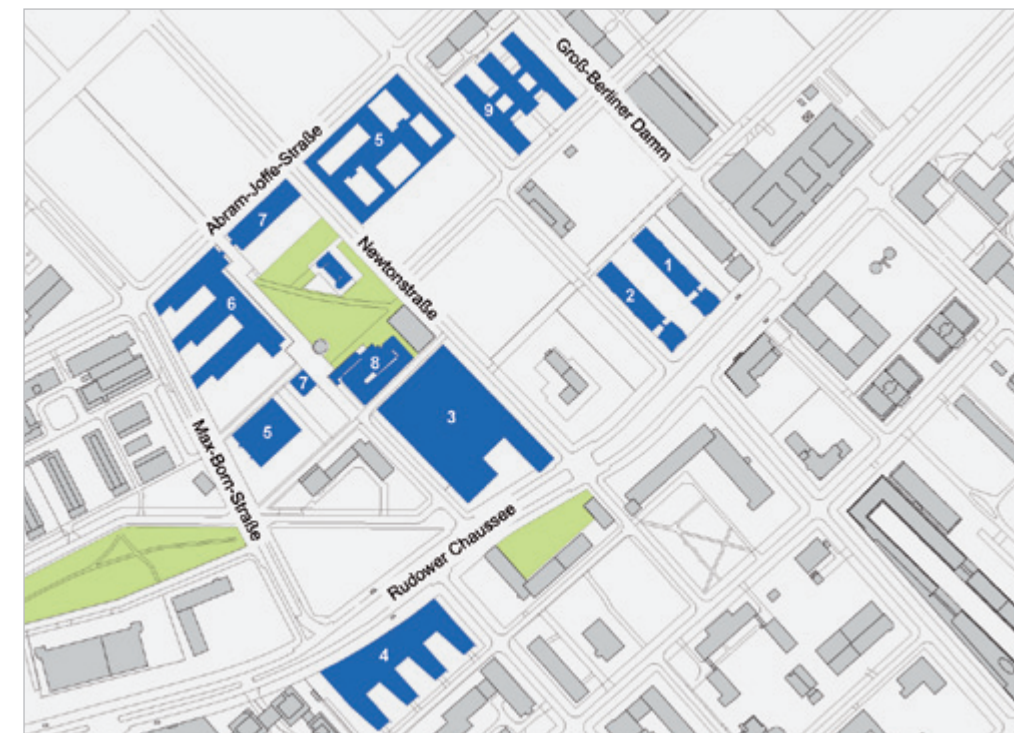 Groß-Berliner Damm
9
5
Abram-Joffe-Straße
7
Newtonstraße
1
2
6
8
7
3
5
Max-Born-Straße
Rudower Chaussee
4